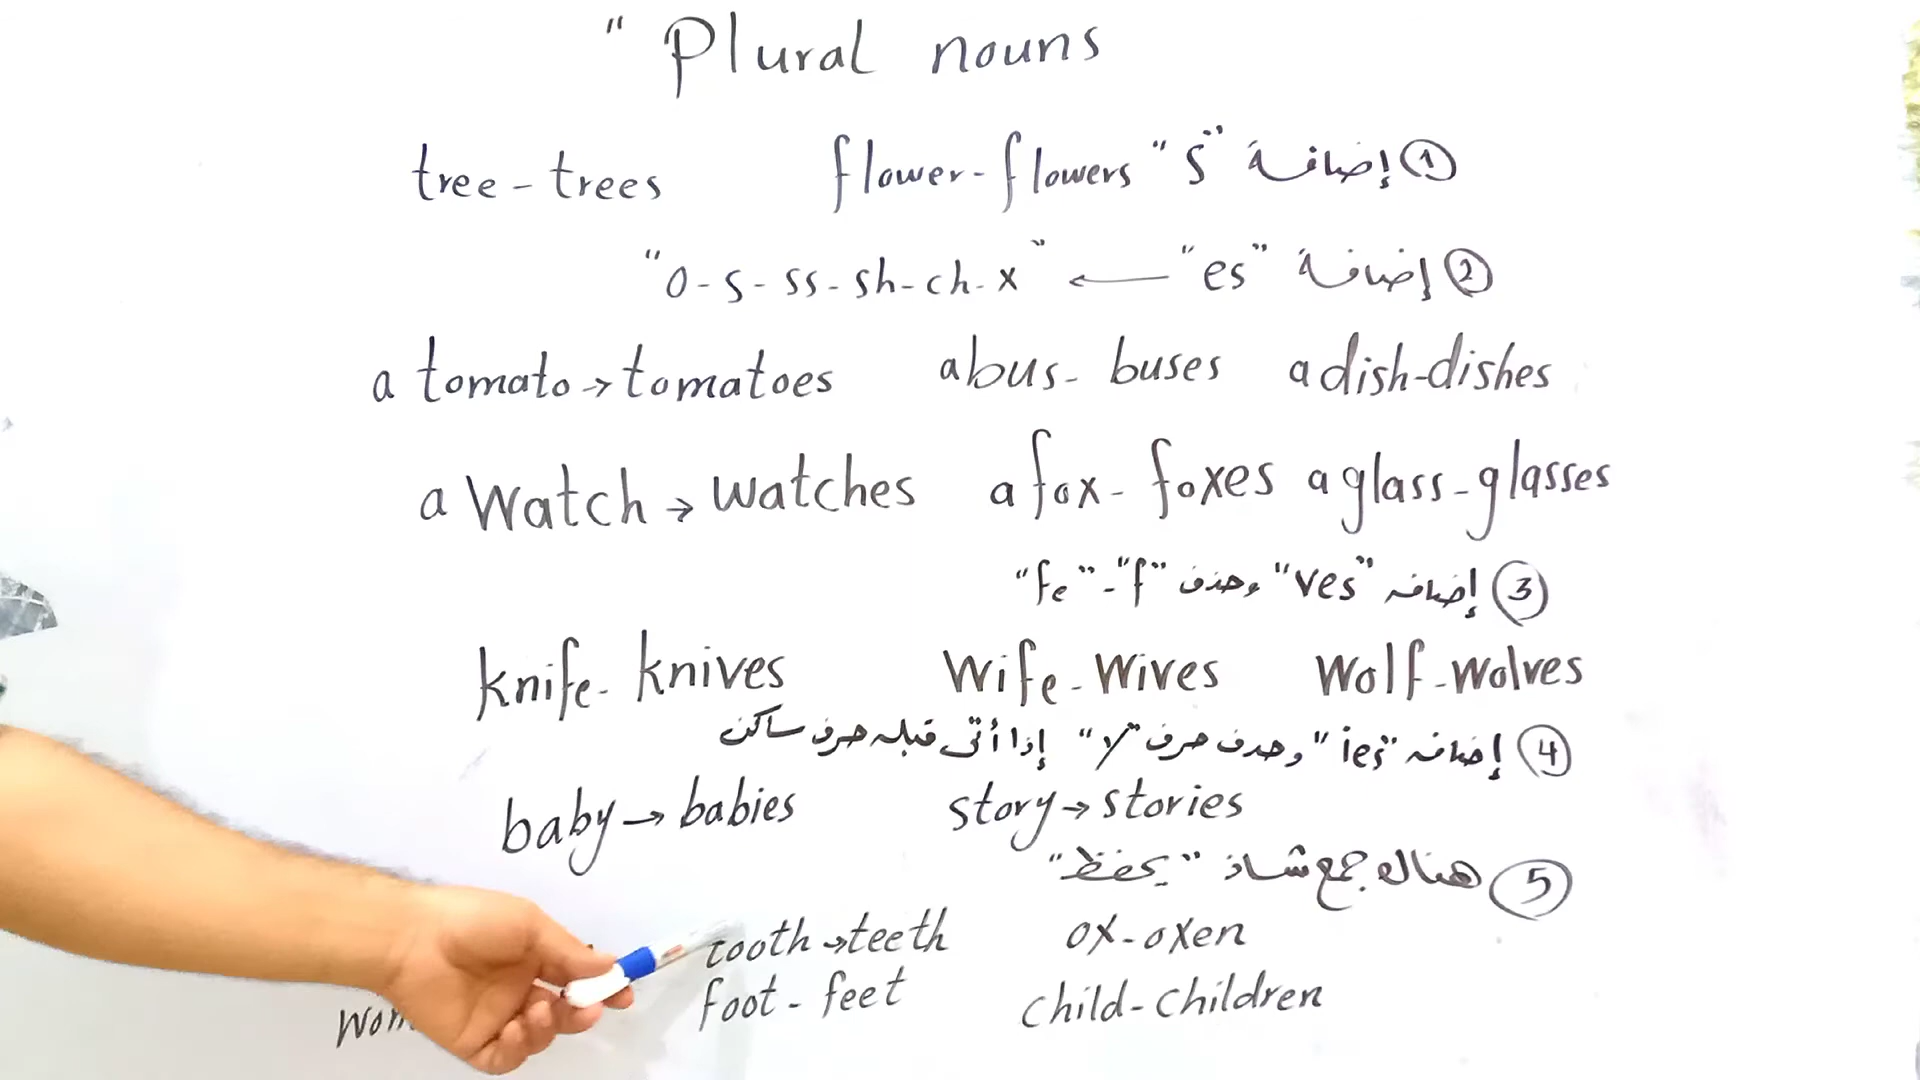 " Plural nouns
① إضافة "S" flower-flowers tree-trees
② إضافة "es" ← "o-s-ss-sh-ch-x"
a tomato → tomatoes a bus-buses a dish-dishes
a watch → watches a fox-foxes a glass-glasses
③ إضافه "ves" وحذف "f"-"fe"
knife-knives wife-wives wolf-wolves
④ إضافه "ies" وحدف حرف "y" إذا أتى قبله حرف ساكن
baby → babies story → stories
⑤ هناك جمع شاذ "يحفظ"
tooth → teeth ox-oxen
foot-feet child-children